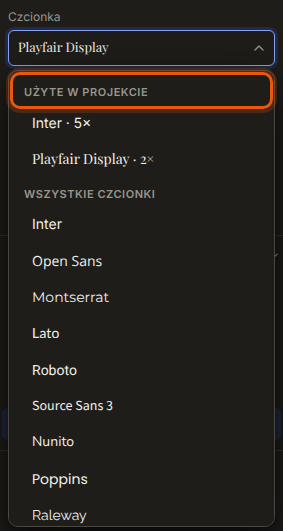 Czcionka
Playfair Display
UŻYTE W PROJEKCIE
Inter · 5×
Playfair Display · 2×
WSZYSTKIE CZCIONKI
Inter
Open Sans
Montserrat
Lato
Roboto
Source Sans 3
Nunito
Poppins
Raleway